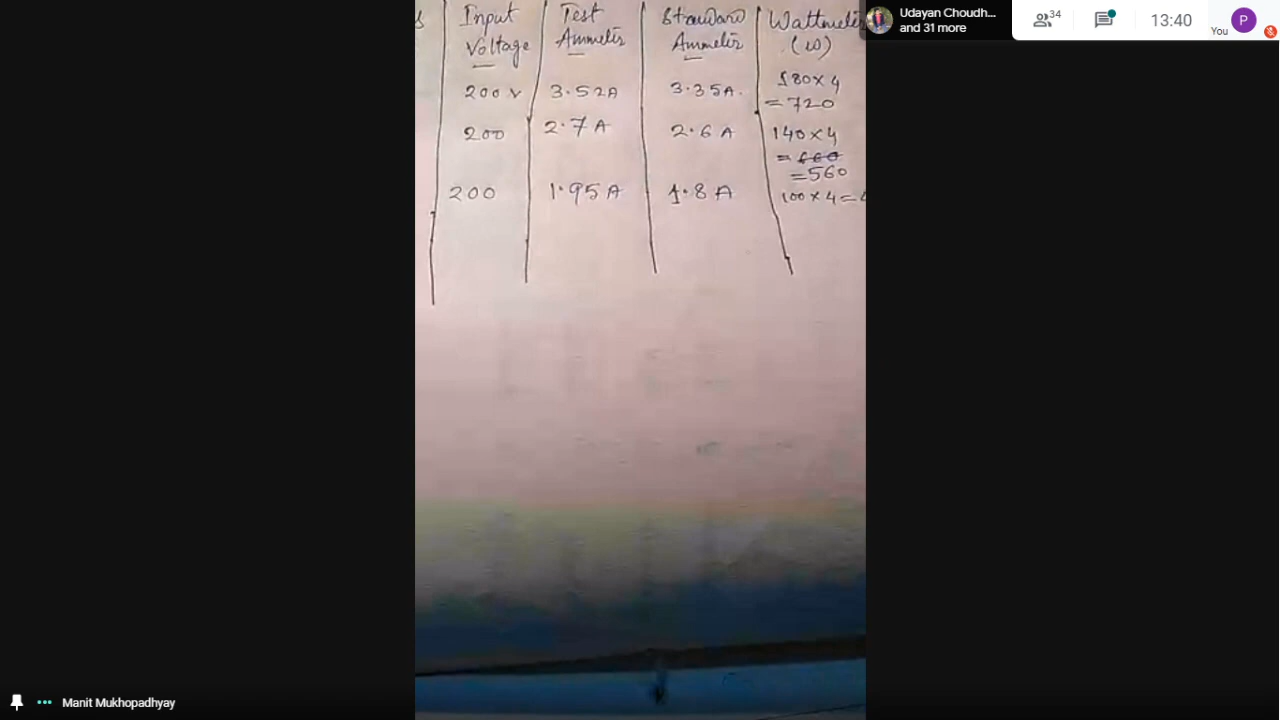 Input Test Standard Wattmeter
Voltage Ammeter Ammeter (W)
200 V 3.52A 3.35A. 180 x 4
= 720
200 2.7 A 2.6 A 140 x 4
= 560
200 1.95 A 1.8 A 100 x 4 =
Udayan Choudh...
and 31 more
34
13:40
You
P
Manit Mukhopadhyay